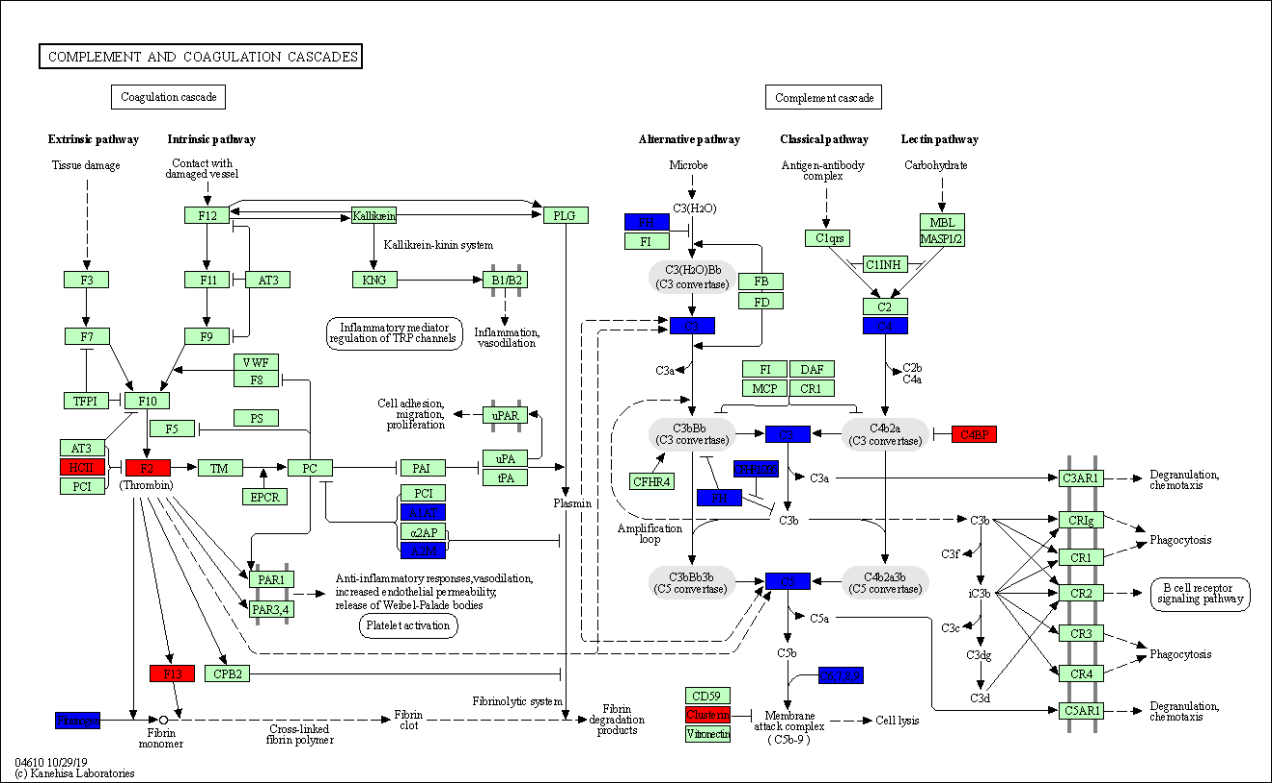 COMPLEMENT AND COAGULATION CASCADES
Coagulation cascade
Complement cascade
Extrinsic pathway
Intrinsic pathway
Alternative pathway
Classical pathway
Lectin pathway
Tissue damage
Contact with
damaged vessel
Microbe
Antigen-antibody
complex
Carbohydrate
F12
Kallikrein
PLG
C3(H2O)
FH
FI
MBL
MASP1/2
C1qrs
Kallikrein-kinin system
C1INH
F3
F11
AT3
KNG
B1/B2
C3(H2O)Bb
(C3 convertase)
FB
FD
C2
C4
C3
F7
F9
Inflammatory mediator
regulation of TRP channels
Inflammation,
vasodilation
VWF
F8
C3a
FI
DAF
MCP
CR1
C2b
C4a
TFPI
F10
PS
F5
Cell adhesion,
migration,
proliferation
uPAR
C3bBb
(C3 convertase)
C3
C4b2a
(C3 convertase)
C4BP
AT3
HCII
PCI
F2
(Thrombin)
TM
PC
PAI
uPA
tPA
EPCR
CFHR4
FH
C3a
C3AR1
Degranulation,
chemotaxis
PCI
A1AT
α2AP
A2M
Plasmin
Amplification
loop
C3b
C3b
CRIg
CR1
Phagocytosis
C3f
PAR1
PAR3,4
Anti-inflammatory responses,vasodilation,
increased endothelial permeability,
release of Weibel-Palade bodies
Platelet activation
C3bBb3b
(C5 convertase)
C5
C4b2a3b
(C5 convertase)
iC3b
CR2
B cell receptor
signaling pathway
C5a
C3c
CR3
C3dg
Phagocytosis
C5b
F13
CPB2
C6,7,8,9
C3d
CR4
Fibrinolytic system
CD59
Clusterin
Vitronectin
Membrane
attack complex
(C5b-9)
Cell lysis
C5AR1
Degranulation,
chemotaxis
Fibrinogen
Fibrin
monomer
Cross-linked
fibrin polymer
Fibrin
clot
Fibrin
degradation
products
04610 10/29/19
(c) Kanehisa Laboratories